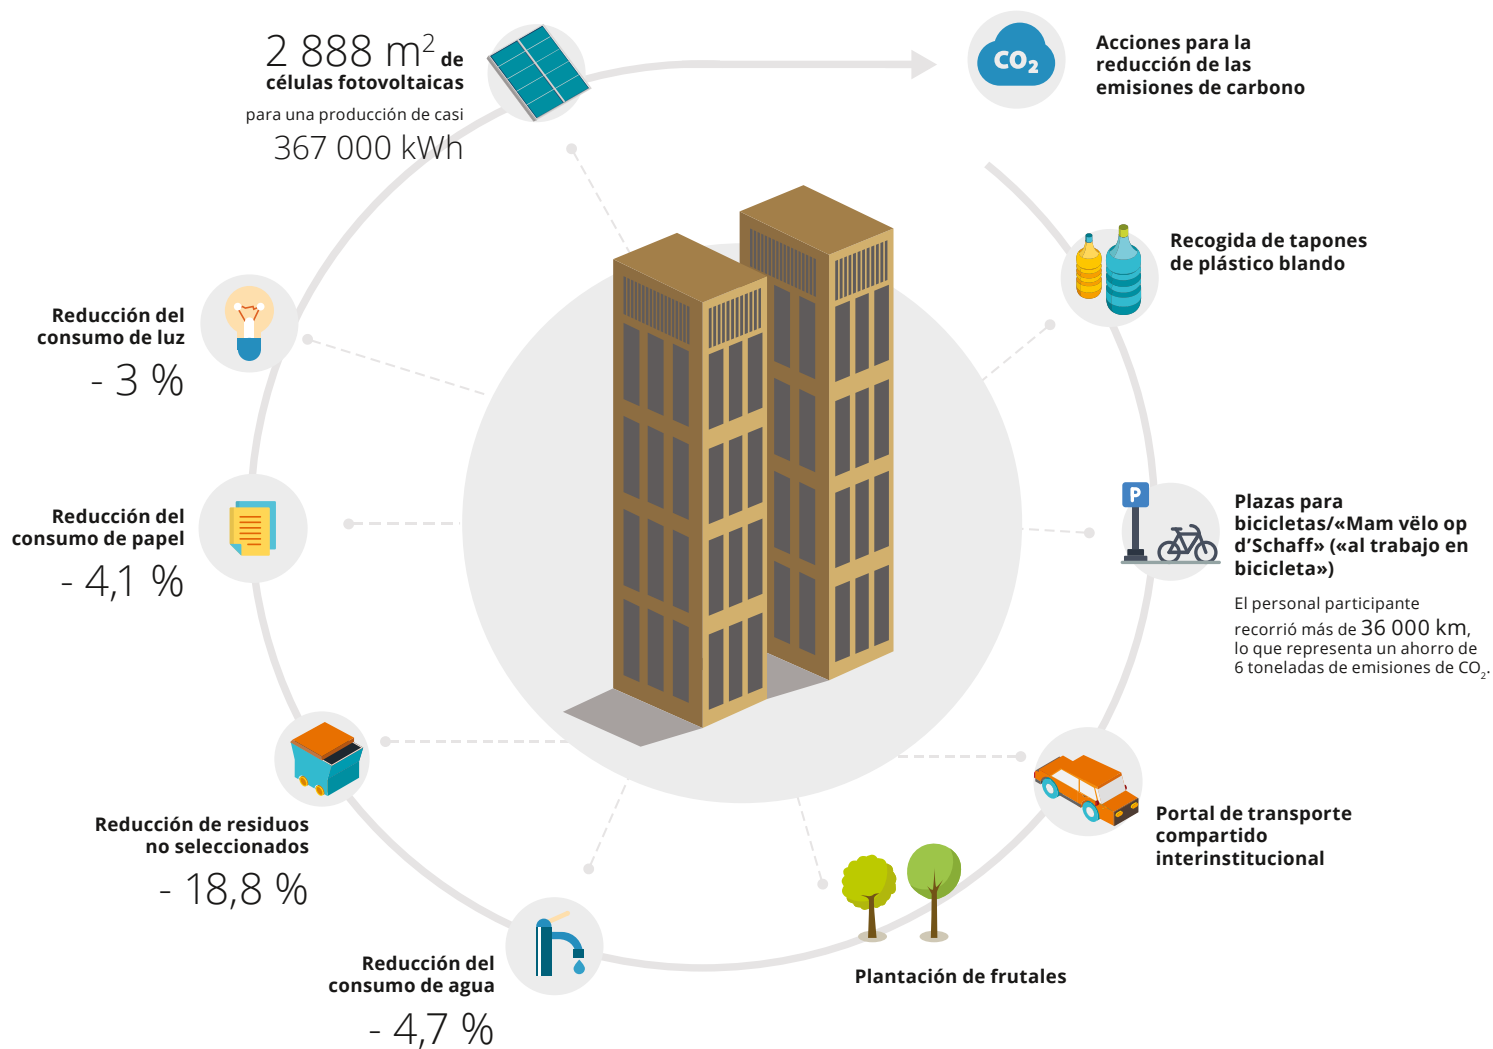 2 888 m² de
células fotovoltaicas
para una producción de casi
367 000 kWh
CO₂
Acciones para la
reducción de las
emisiones de carbono
Recogida de tapones
de plástico blando
P
Plazas para
bicicletas/«Mam vëlo op
d’Schaff» («al trabajo en
bicicleta»)
El personal participante
recorrió más de 36 000 km,
lo que representa un ahorro de
6 toneladas de emisiones de CO₂.
Portal de transporte
compartido
interinstitucional
Plantación de frutales
Reducción del
consumo de agua
- 4,7 %
Reducción de residuos
no seleccionados
- 18,8 %
Reducción del
consumo de papel
- 4,1 %
Reducción del
consumo de luz
- 3 %